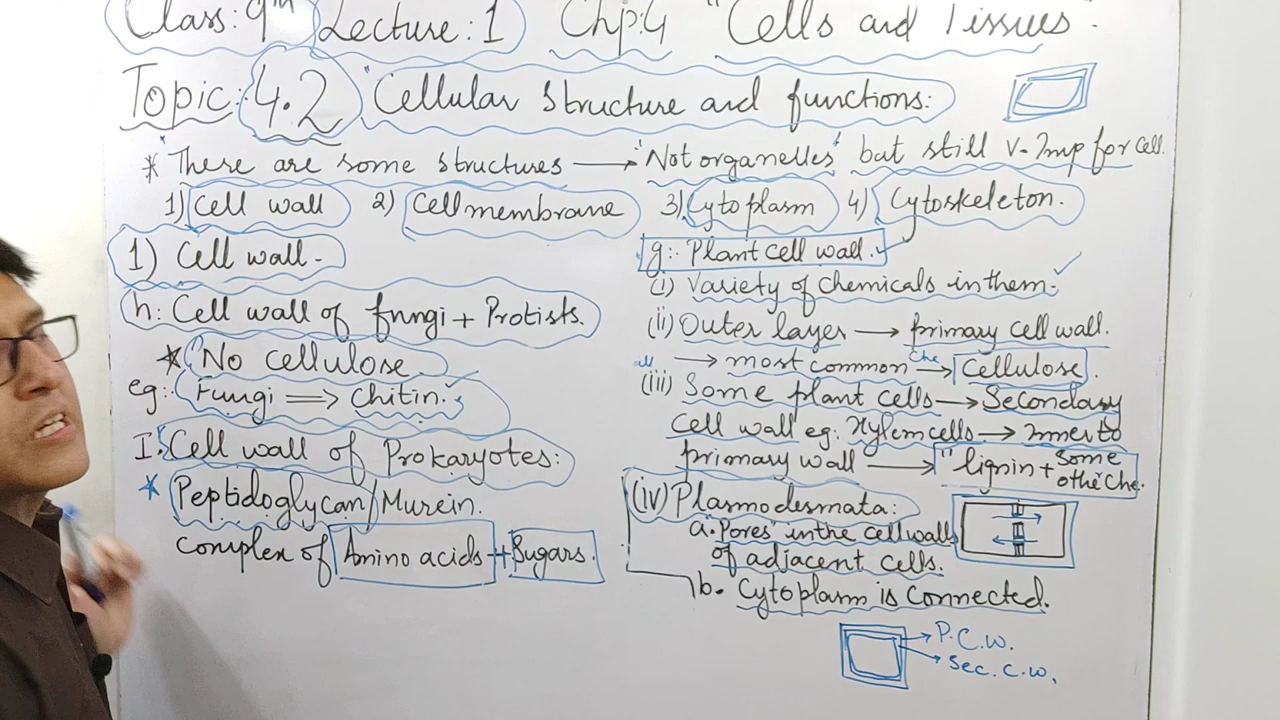 Class: 9th Lecture: 1 Chp:4 "Cells and Tissues".
Topic: 4.2 "Cellular Structure and functions:
* These are some structures → 'Not organelles' but still v. Imp for cell.
1) Cell wall 2) Cell membrane 3) Cytoplasm 4) Cytoskeleton.
1) Cell wall -
h: Cell wall of fungi + Protists.
* "No cellulose.
eg: Fungi ⇒ Chitin.
I. Cell wall of Prokaryotes:
* Peptidoglycan/Murein.
complex of Amino acids + Sugars.
g: Plant cell wall.
(i) Variety of chemicals in them.
(ii) Outer layer → primary cell wall.
→ most common Che → Cellulose.
(iii) Some plant cells → Secondary
cell wall eg: Xylem cells → inner to
primary wall → "lignin + some
othe Che.
(iv) Plasmodesmata:
a. 'Pores' in the cell walls
of adjacent cells.
b. Cytoplasm is Connected.
P.C.W.
Sec. C.W.